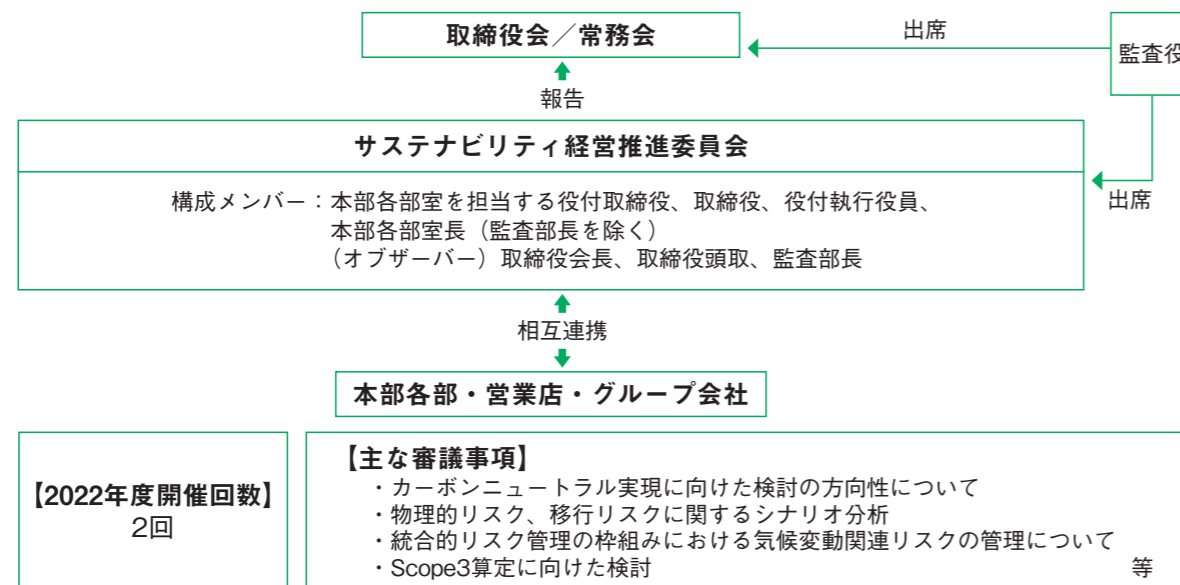 取締役会／常務会
出席
監査役
報告
サステナビリティ経営推進委員会
構成メンバー：本部各部室を担当する役付取締役、取締役、役付執行役員、
本部各部室長（監査部長を除く）
（オブザーバー）取締役会長、取締役頭取、監査部長
出席
相互連携
本部各部・営業店・グループ会社
【2022年度開催回数】
2回
【主な審議事項】
・カーボンニュートラル実現に向けた検討の方向性について
・物理的リスク、移行リスクに関するシナリオ分析
・統合的リスク管理の枠組みにおける気候変動関連リスクの管理について
・Scope3算定に向けた検討 等